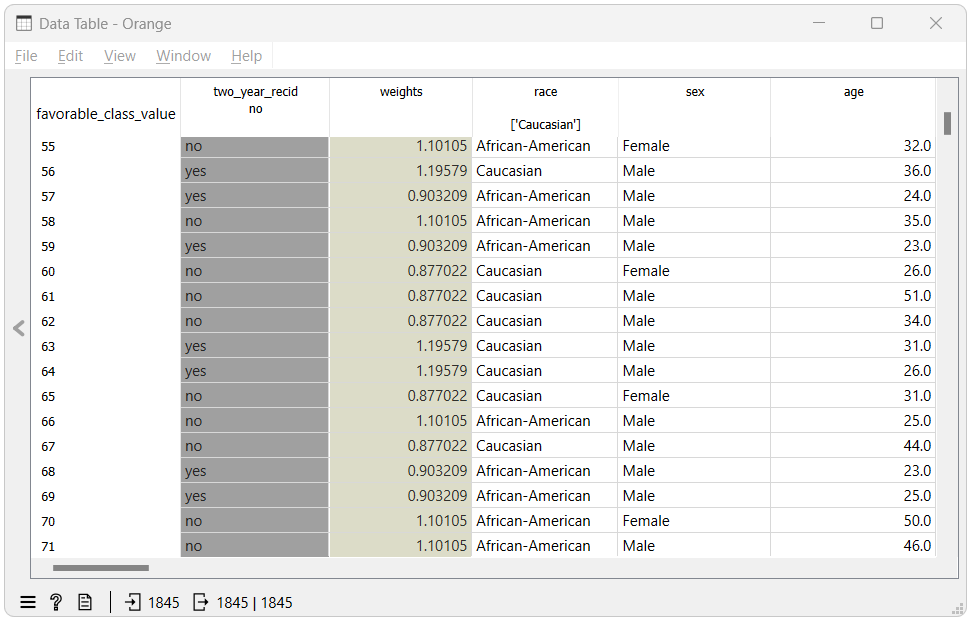 Data Table - Orange
File Edit View Window Help
favorable_class_value two_year_recid weights race sex age
no
['Caucasian']
55 no 1.10105 African-American Female 32.0
56 yes 1.19579 Caucasian Male 36.0
57 yes 0.903209 African-American Male 24.0
58 no 1.10105 African-American Male 35.0
59 yes 0.903209 African-American Male 23.0
60 no 0.877022 Caucasian Female 26.0
61 no 0.877022 Caucasian Male 51.0
62 no 0.877022 Caucasian Male 34.0
63 yes 1.19579 Caucasian Male 31.0
64 yes 1.19579 Caucasian Male 26.0
65 no 0.877022 Caucasian Female 31.0
66 no 1.10105 African-American Male 25.0
67 no 0.877022 Caucasian Male 44.0
68 yes 0.903209 African-American Male 23.0
69 yes 0.903209 African-American Male 25.0
70 no 1.10105 African-American Female 50.0
71 no 1.10105 African-American Male 46.0
? 1845 1845 | 1845